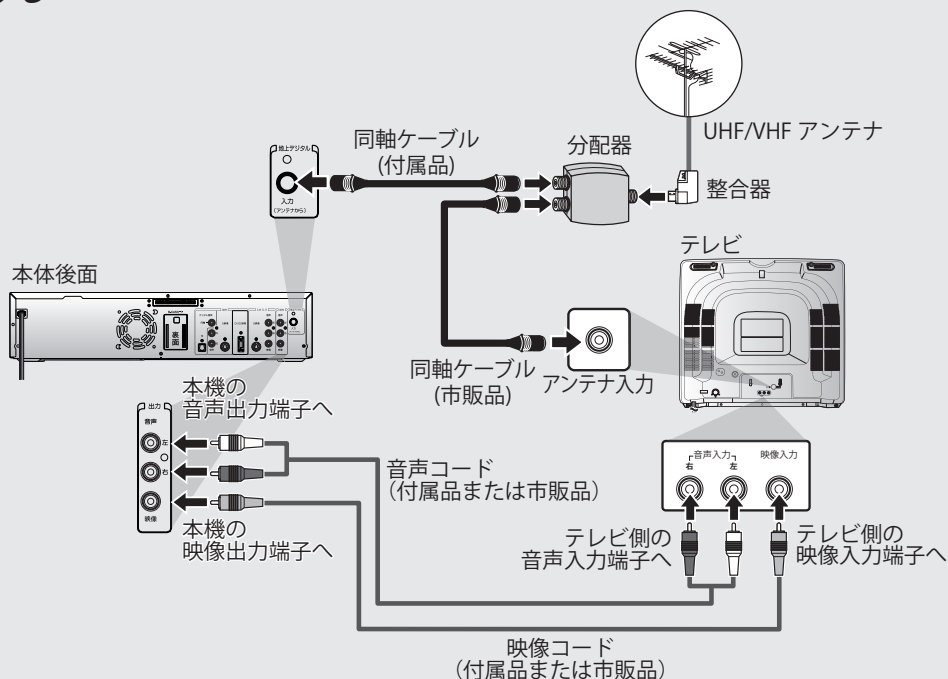 UHF/VHF アンテナ
同軸ケーブル
(付属品)
分配器
整合器
地上デジタル
入力
(アンテナから)
テレビ
本体後面
裏面
同軸ケーブル
(市販品)
アンテナ入力
本機の
音声出力端子へ
出力
音声
左
右
映像
音声コード
(付属品または市販品)
本機の
映像出力端子へ
音声入力
右
左
映像入力
テレビ側の
音声入力端子へ
テレビ側の
映像入力端子へ
映像コード
(付属品または市販品)